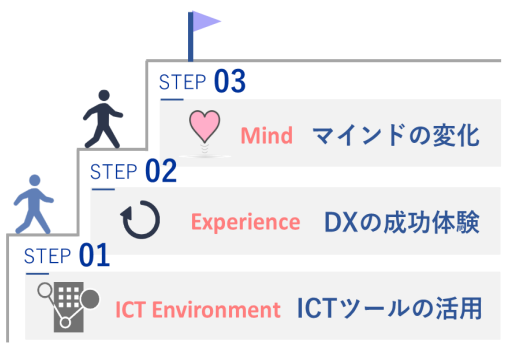 STEP 03
Mind マインドの変化
STEP 02
Experience DXの成功体験
STEP 01
ICT Environment ICTツールの活用